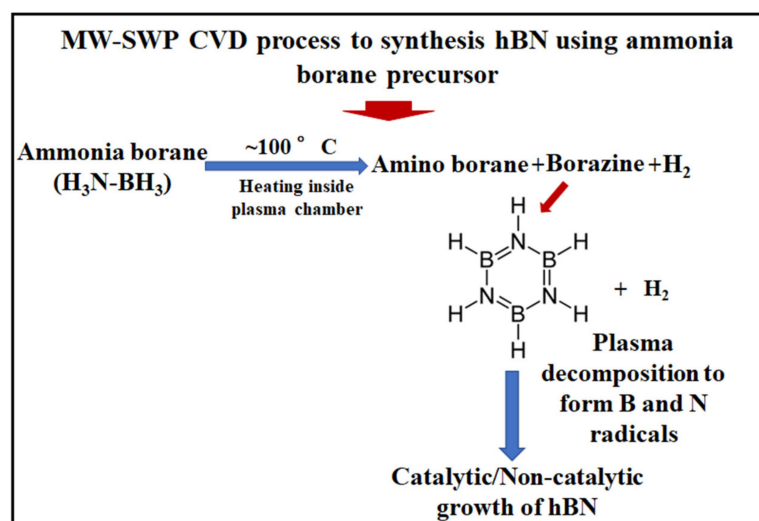 MW-SWP CVD process to synthesis hBN using ammonia
borane precursor
Ammonia borane
(H₃N-BH₃)
~100° C
Heating inside
plasma chamber
Amino borane+Borazine+H₂
H
H N H
B B
N N
H B H
H
+ H₂
Plasma
decomposition to
form B and N
radicals
Catalytic/Non-catalytic
growth of hBN